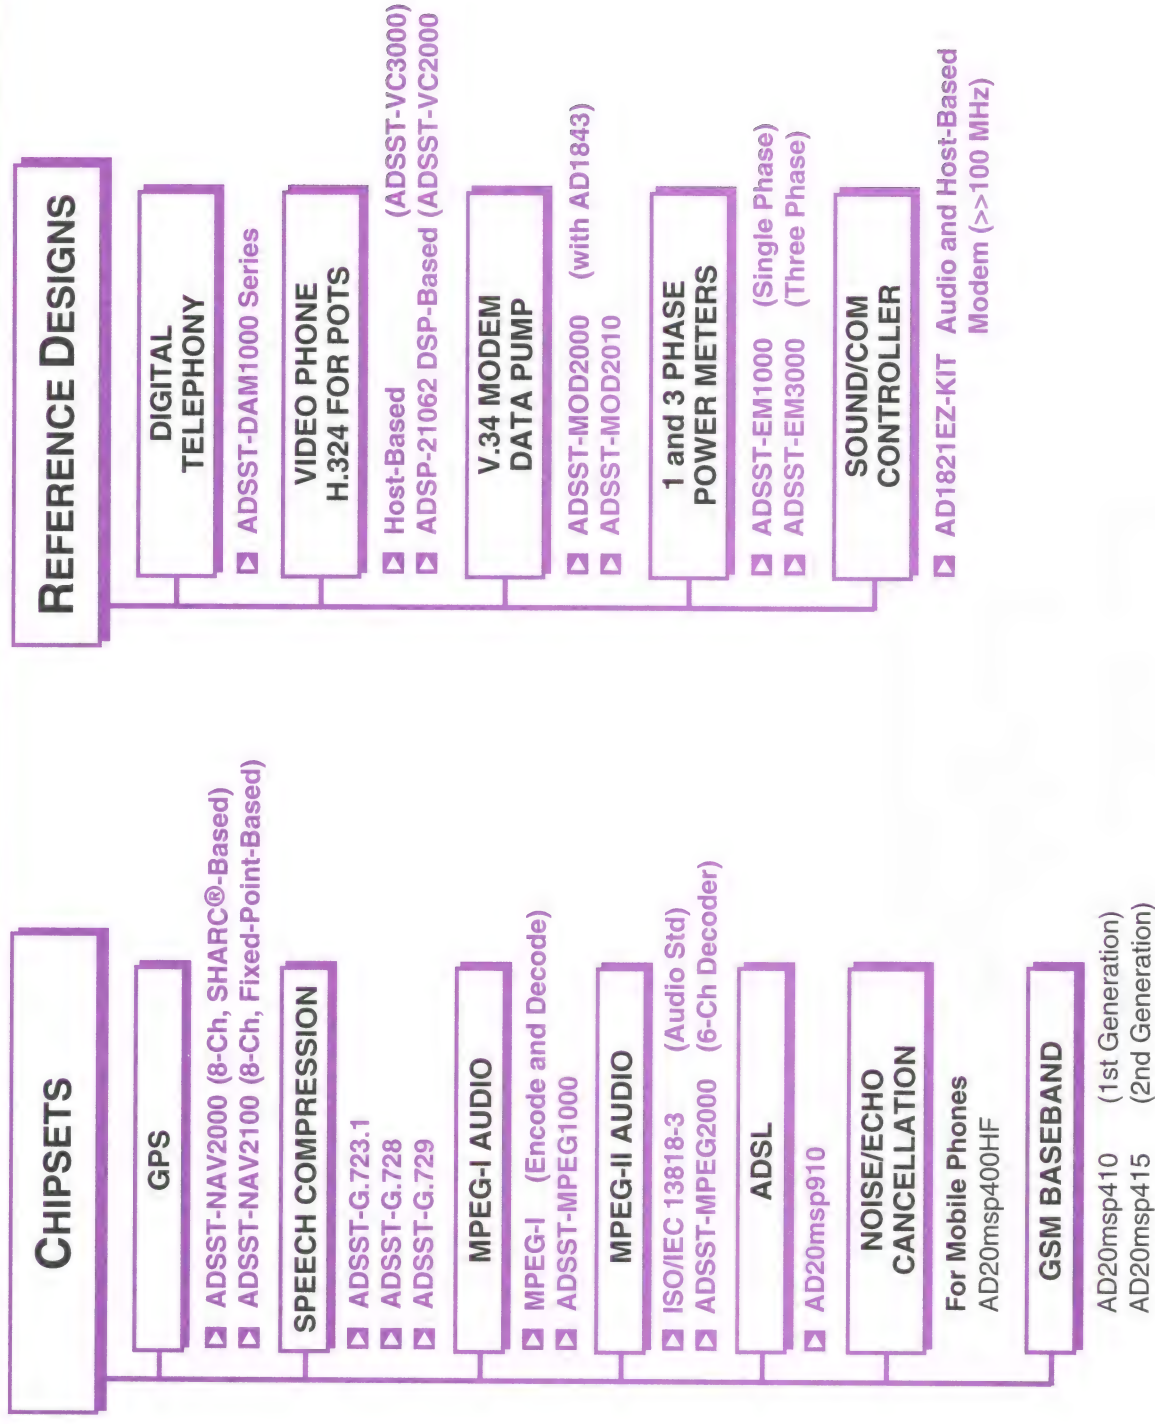 CHIPSETS
GPS
ADSST-NAV2000 (8-Ch, SHARC®-Based)
ADSST-NAV2100 (8-Ch, Fixed-Point-Based)
SPEECH COMPRESSION
ADSST-G.723.1
ADSST-G.728
ADSST-G.729
MPEG-I AUDIO
MPEG-I (Encode and Decode)
ADSST-MPEG1000
MPEG-II AUDIO
ISO/IEC 13818-3 (Audio Std)
ADSST-MPEG2000 (6-Ch Decoder)
ADSL
AD20msp910
NOISE/ECHO
CANCELLATION
For Mobile Phones
AD20msp400HF
GSM BASEBAND
AD20msp410 (1st Generation)
AD20msp415 (2nd Generation)
REFERENCE DESIGNS
DIGITAL
TELEPHONY
ADSST-DAM1000 Series
VIDEO PHONE
H.324 FOR POTS
Host-Based (ADSST-VC3000)
ADSP-21062 DSP-Based (ADSST-VC2000
V.34 MODEM
DATA PUMP
ADSST-MOD2000 (with AD1843)
ADSST-MOD2010
1 and 3 PHASE
POWER METERS
ADSST-EM1000 (Single Phase)
ADSST-EM3000 (Three Phase)
SOUND/COM
CONTROLLER
AD1821EZ-KIT Audio and Host-Based
Modem (>>100 MHz)